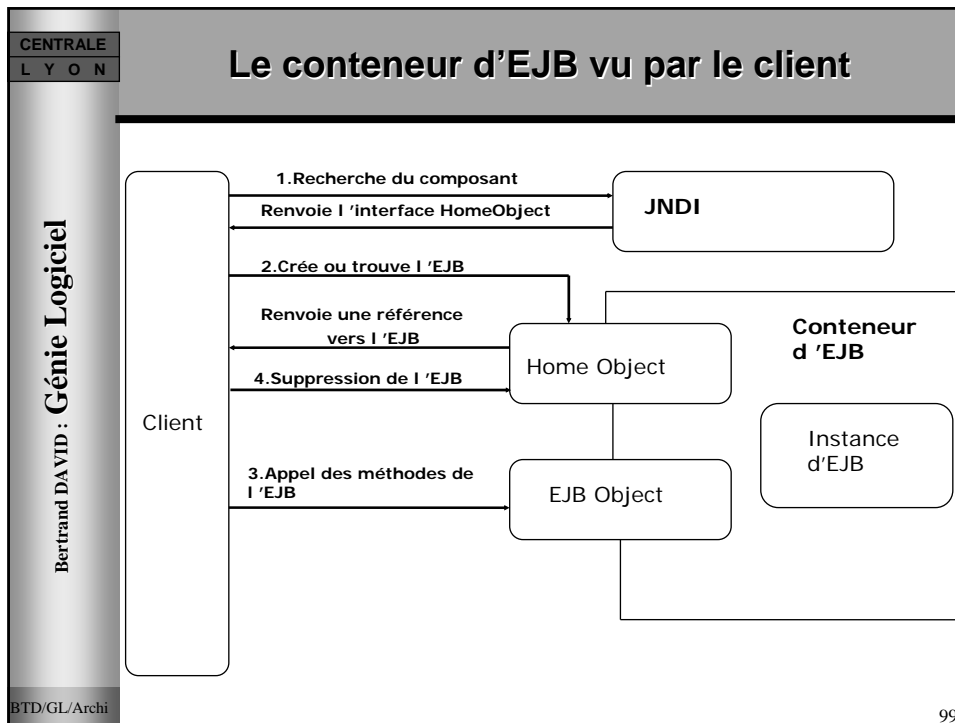 CENTRALE
L Y O N
Le conteneur d’EJB vu par le client
Bertrand DAVID : Génie Logiciel
1.Recherche du composant
Renvoie l ’interface HomeObject
JNDI
2.Crée ou trouve l ’EJB
Renvoie une référence
vers l ’EJB
4.Suppression de l ’EJB
Home Object
Conteneur
d ’EJB
Client
Instance
d’EJB
3.Appel des méthodes de
l ’EJB
EJB Object
BTD/GL/Archi
99